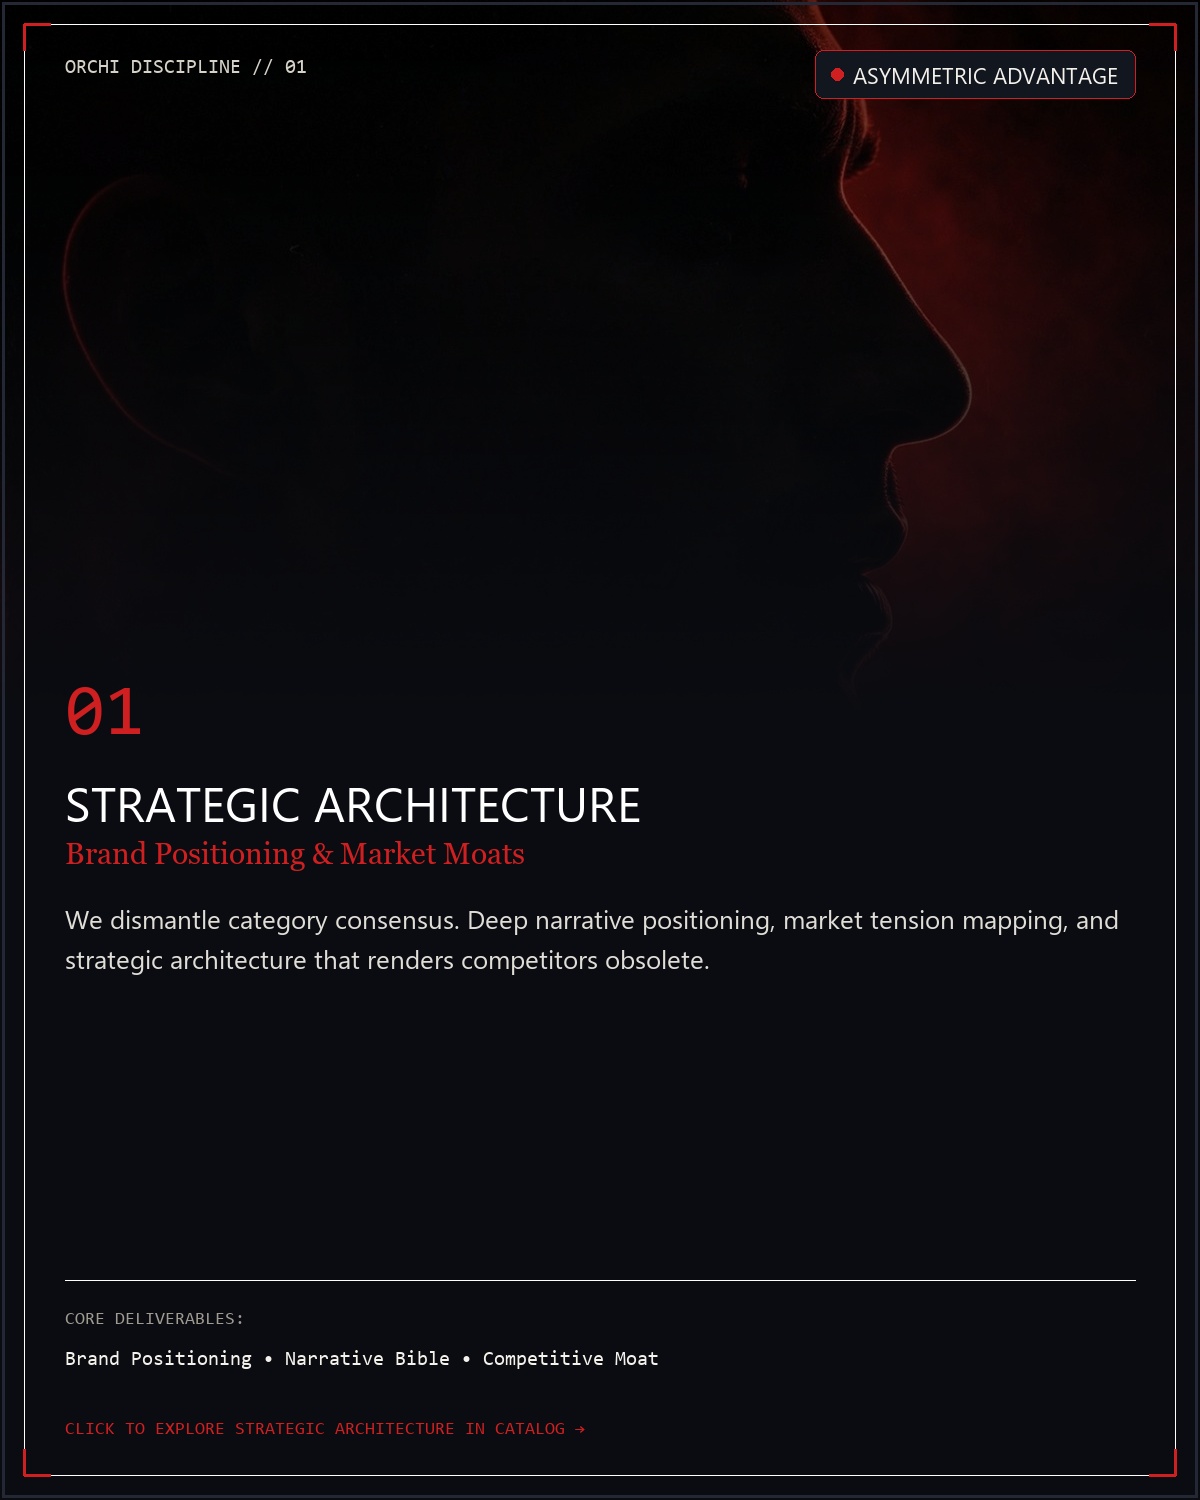 ORCHI DISCIPLINE // 01
ASYMMETRIC ADVANTAGE
01
STRATEGIC ARCHITECTURE
Brand Positioning & Market Moats
We dismantle category consensus. Deep narrative positioning, market tension mapping, and
strategic architecture that renders competitors obsolete.
CORE DELIVERABLES:
Brand Positioning • Narrative Bible • Competitive Moat
CLICK TO EXPLORE STRATEGIC ARCHITECTURE IN CATALOG →